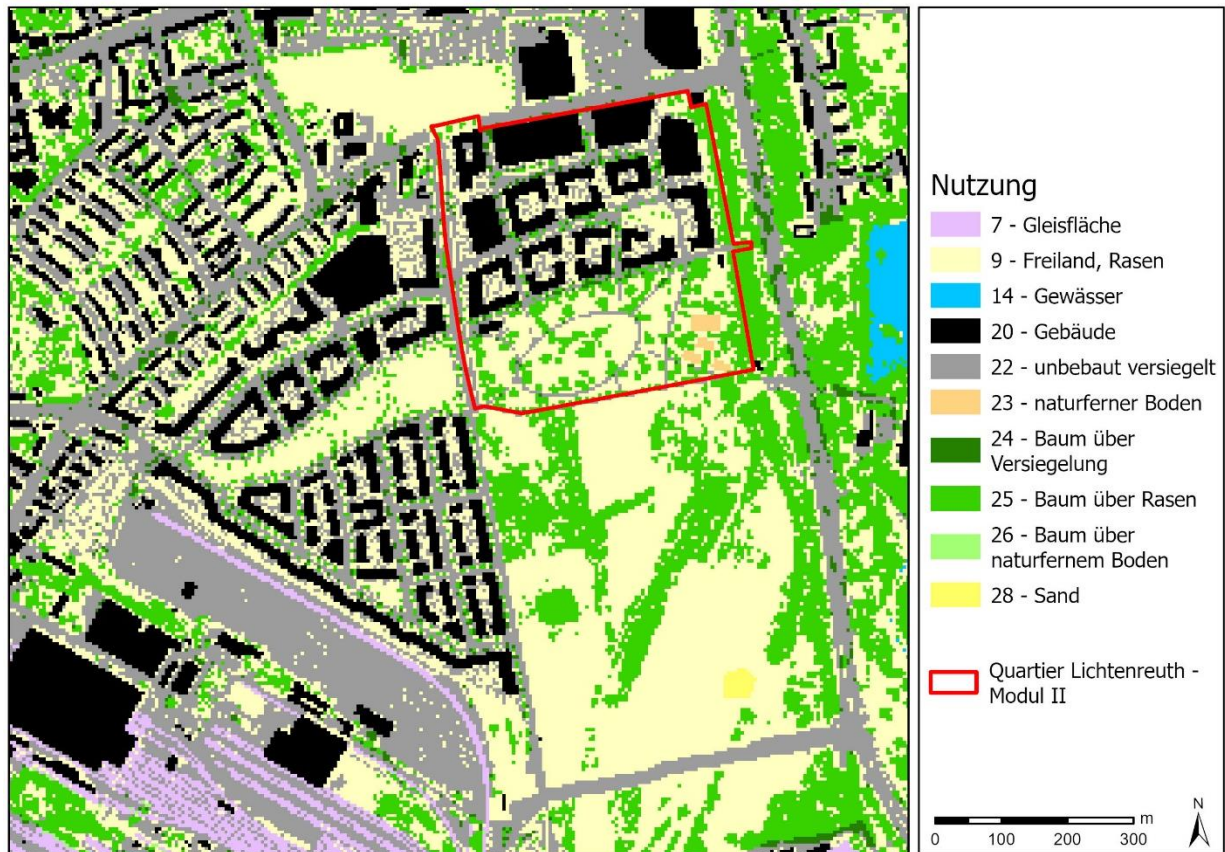 Nutzung
7 - Gleisfläche
9 - Freiland, Rasen
14 - Gewässer
20 - Gebäude
22 - unbebaut versiegelt
23 - naturferner Boden
24 - Baum über
Versiegelung
25 - Baum über Rasen
26 - Baum über
naturfernem Boden
28 - Sand
Quartier Lichtenreuth -
Modul II
N
m
0 100 200 300